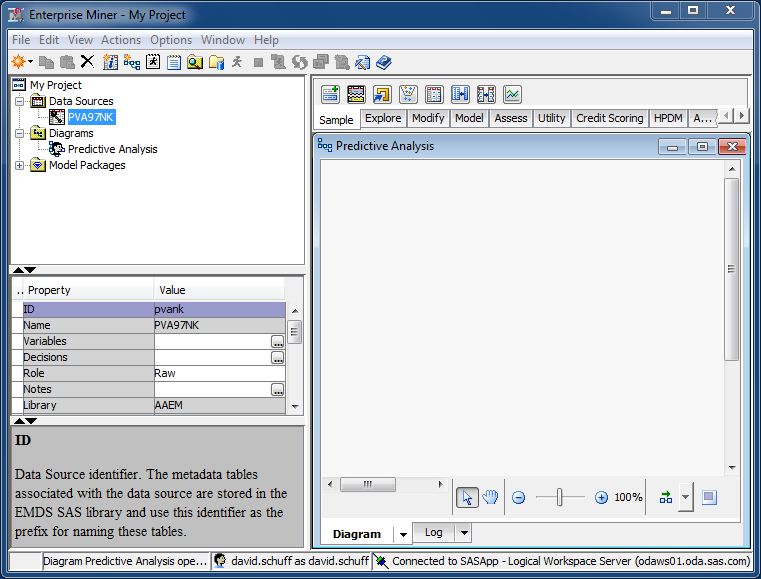 Enterprise Miner - My Project
File Edit View Actions Options Window Help
My Project
Data Sources
PVA97NK
Diagrams
Predictive Analysis
Model Packages
.. Property Value
ID pvank
Name PVA97NK
Variables ...
Decisions ...
Role Raw
Notes ...
Library AAEM
ID
Data Source identifier. The metadata tables
associated with the data source are stored in the
EMDS SAS library and use this identifier as the
prefix for naming these tables.
Sample Explore Modify Model Assess Utility Credit Scoring HPDM A...
Predictive Analysis
100%
Diagram Log
Diagram Predictive Analysis ope... david.schuff as david.schuff Connected to SASApp - Logical Workspace Server (odaws01.oda.sas.com)